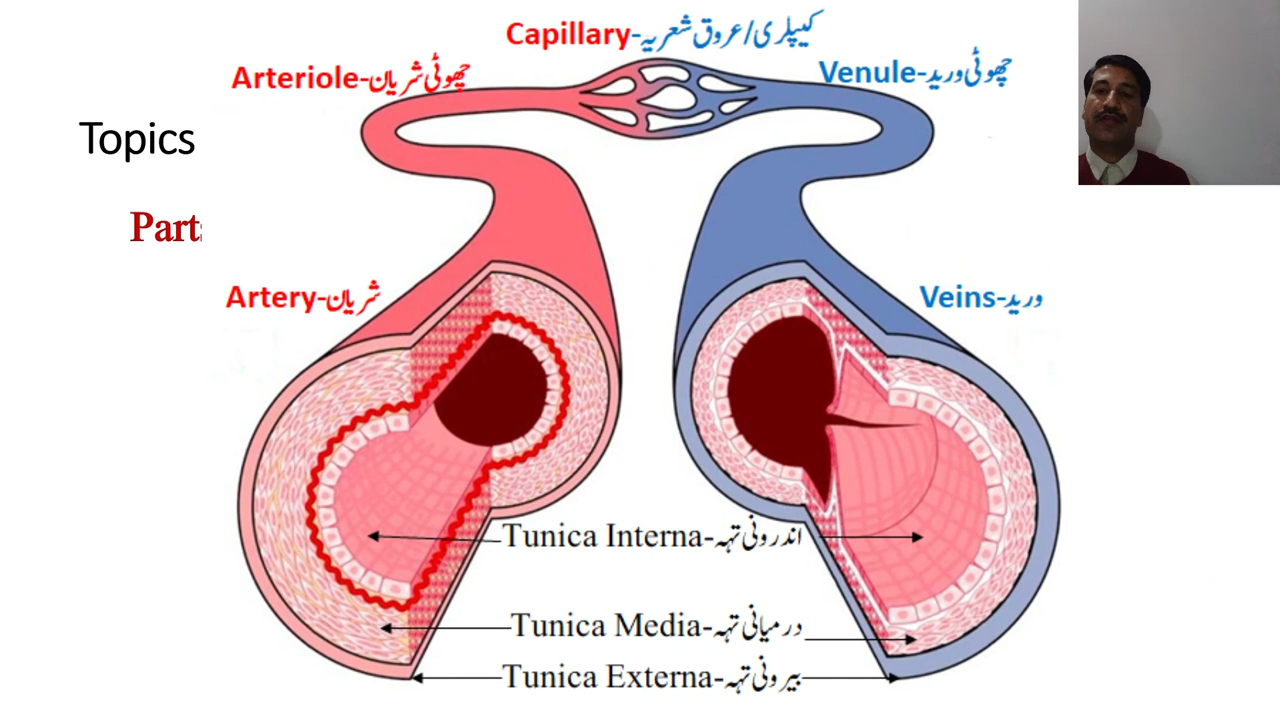 Capillary-کیپلری/عروق شعریہ
Arteriole-چھوٹی شریان
Venule-چھوٹی ورید
Topics
Parts
Artery-شریان
Veins-ورید
Tunica Interna-اندرونی تہہ
Tunica Media-درمیانی تہہ
Tunica Externa-بیرونی تہہ